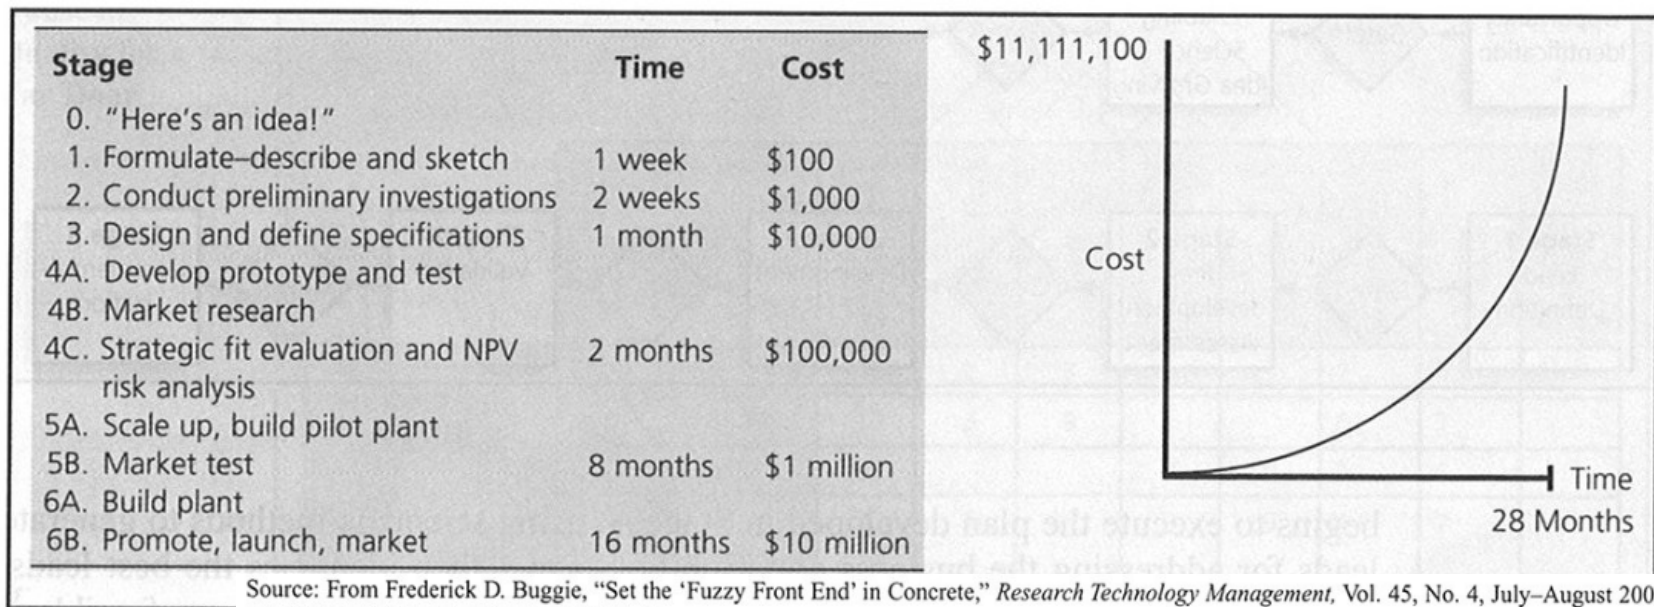 Stage Time Cost
0. “Here’s an idea!”
1. Formulate–describe and sketch 1 week $100
2. Conduct preliminary investigations 2 weeks $1,000
3. Design and define specifications 1 month $10,000
4A. Develop prototype and test
4B. Market research
4C. Strategic fit evaluation and NPV 2 months $100,000
risk analysis
5A. Scale up, build pilot plant
5B. Market test 8 months $1 million
6A. Build plant
6B. Promote, launch, market 16 months $10 million
$11,111,100
Cost
Time
28 Months
Source: From Frederick D. Buggie, “Set the ‘Fuzzy Front End’ in Concrete,” Research Technology Management, Vol. 45, No. 4, July–August 200